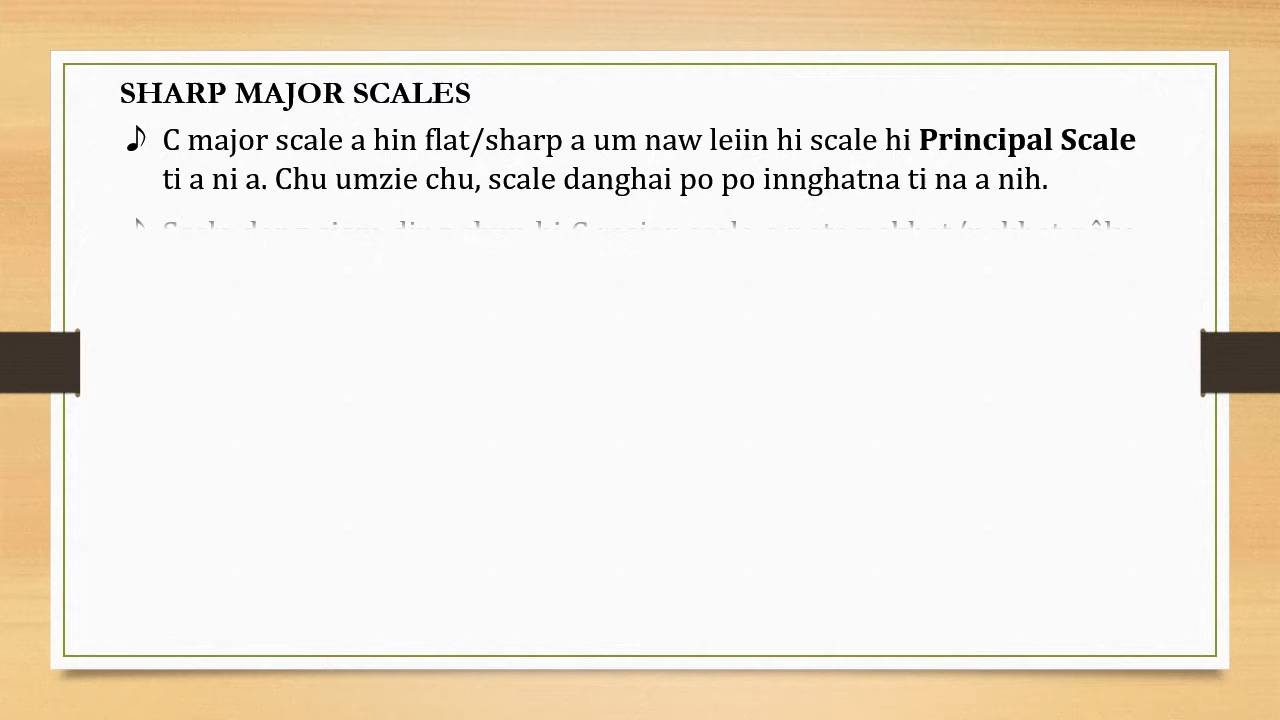 SHARP MAJOR SCALES
♪ C major scale a hin flat/sharp a um naw leiin hi scale hi Principal Scale
ti a ni a. Chu umzie chu, scale danghai po po innghatna ti na a nih.